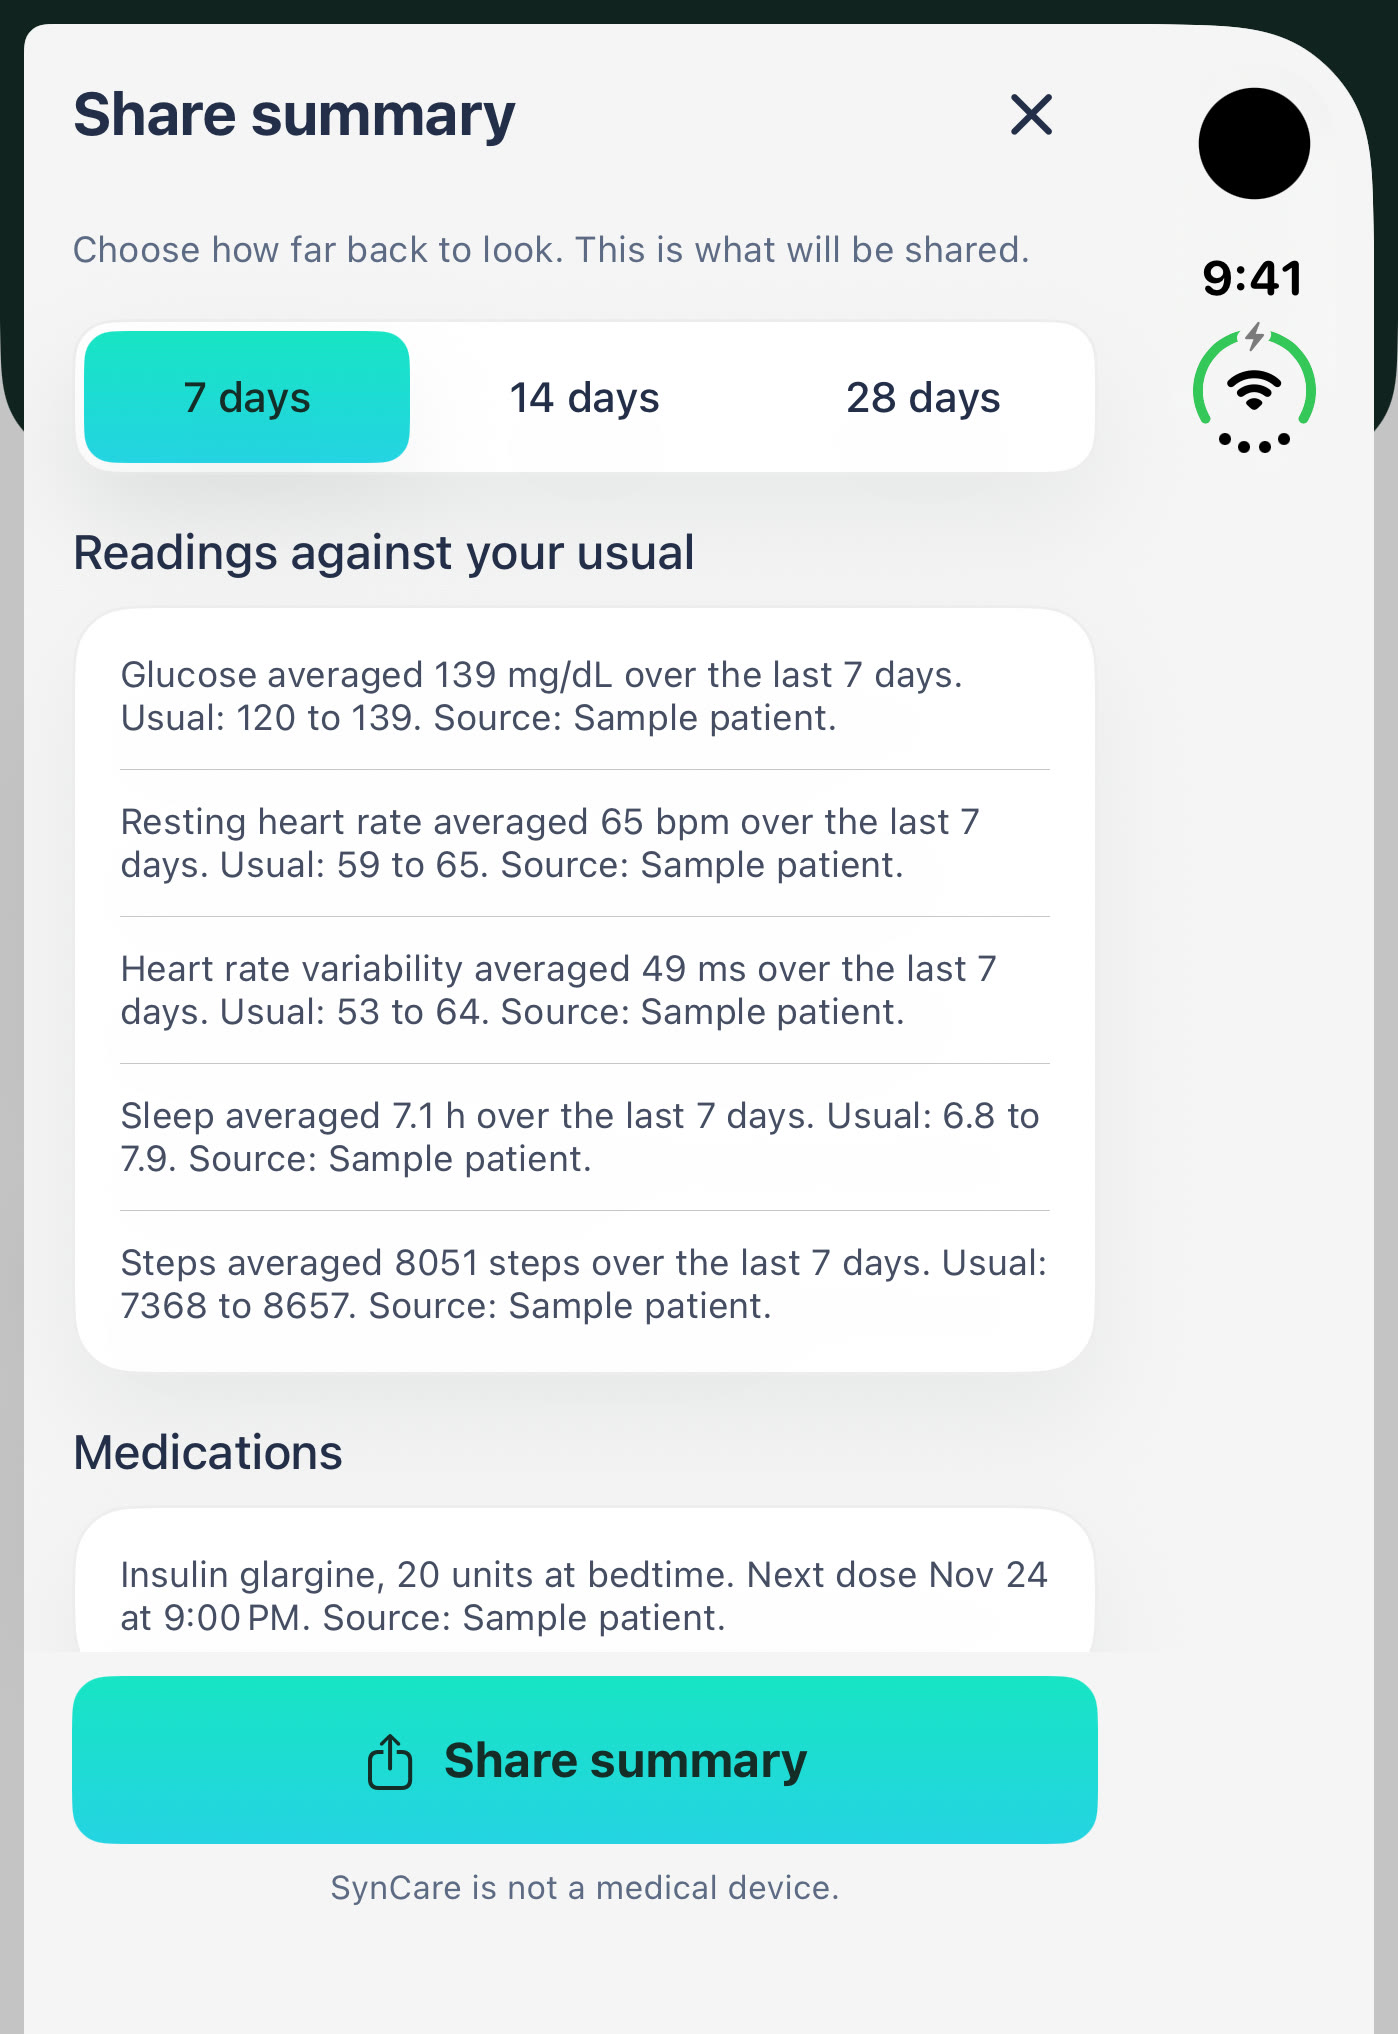 Share summary
9:41
Choose how far back to look. This is what will be shared.
7 days
14 days
28 days
Readings against your usual
Glucose averaged 139 mg/dL over the last 7 days.
Usual: 120 to 139. Source: Sample patient.
Resting heart rate averaged 65 bpm over the last 7
days. Usual: 59 to 65. Source: Sample patient.
Heart rate variability averaged 49 ms over the last 7
days. Usual: 53 to 64. Source: Sample patient.
Sleep averaged 7.1 h over the last 7 days. Usual: 6.8 to
7.9. Source: Sample patient.
Steps averaged 8051 steps over the last 7 days. Usual:
7368 to 8657. Source: Sample patient.
Medications
Insulin glargine, 20 units at bedtime. Next dose Nov 24
at 9:00 PM. Source: Sample patient.
Share summary
SynCare is not a medical device.